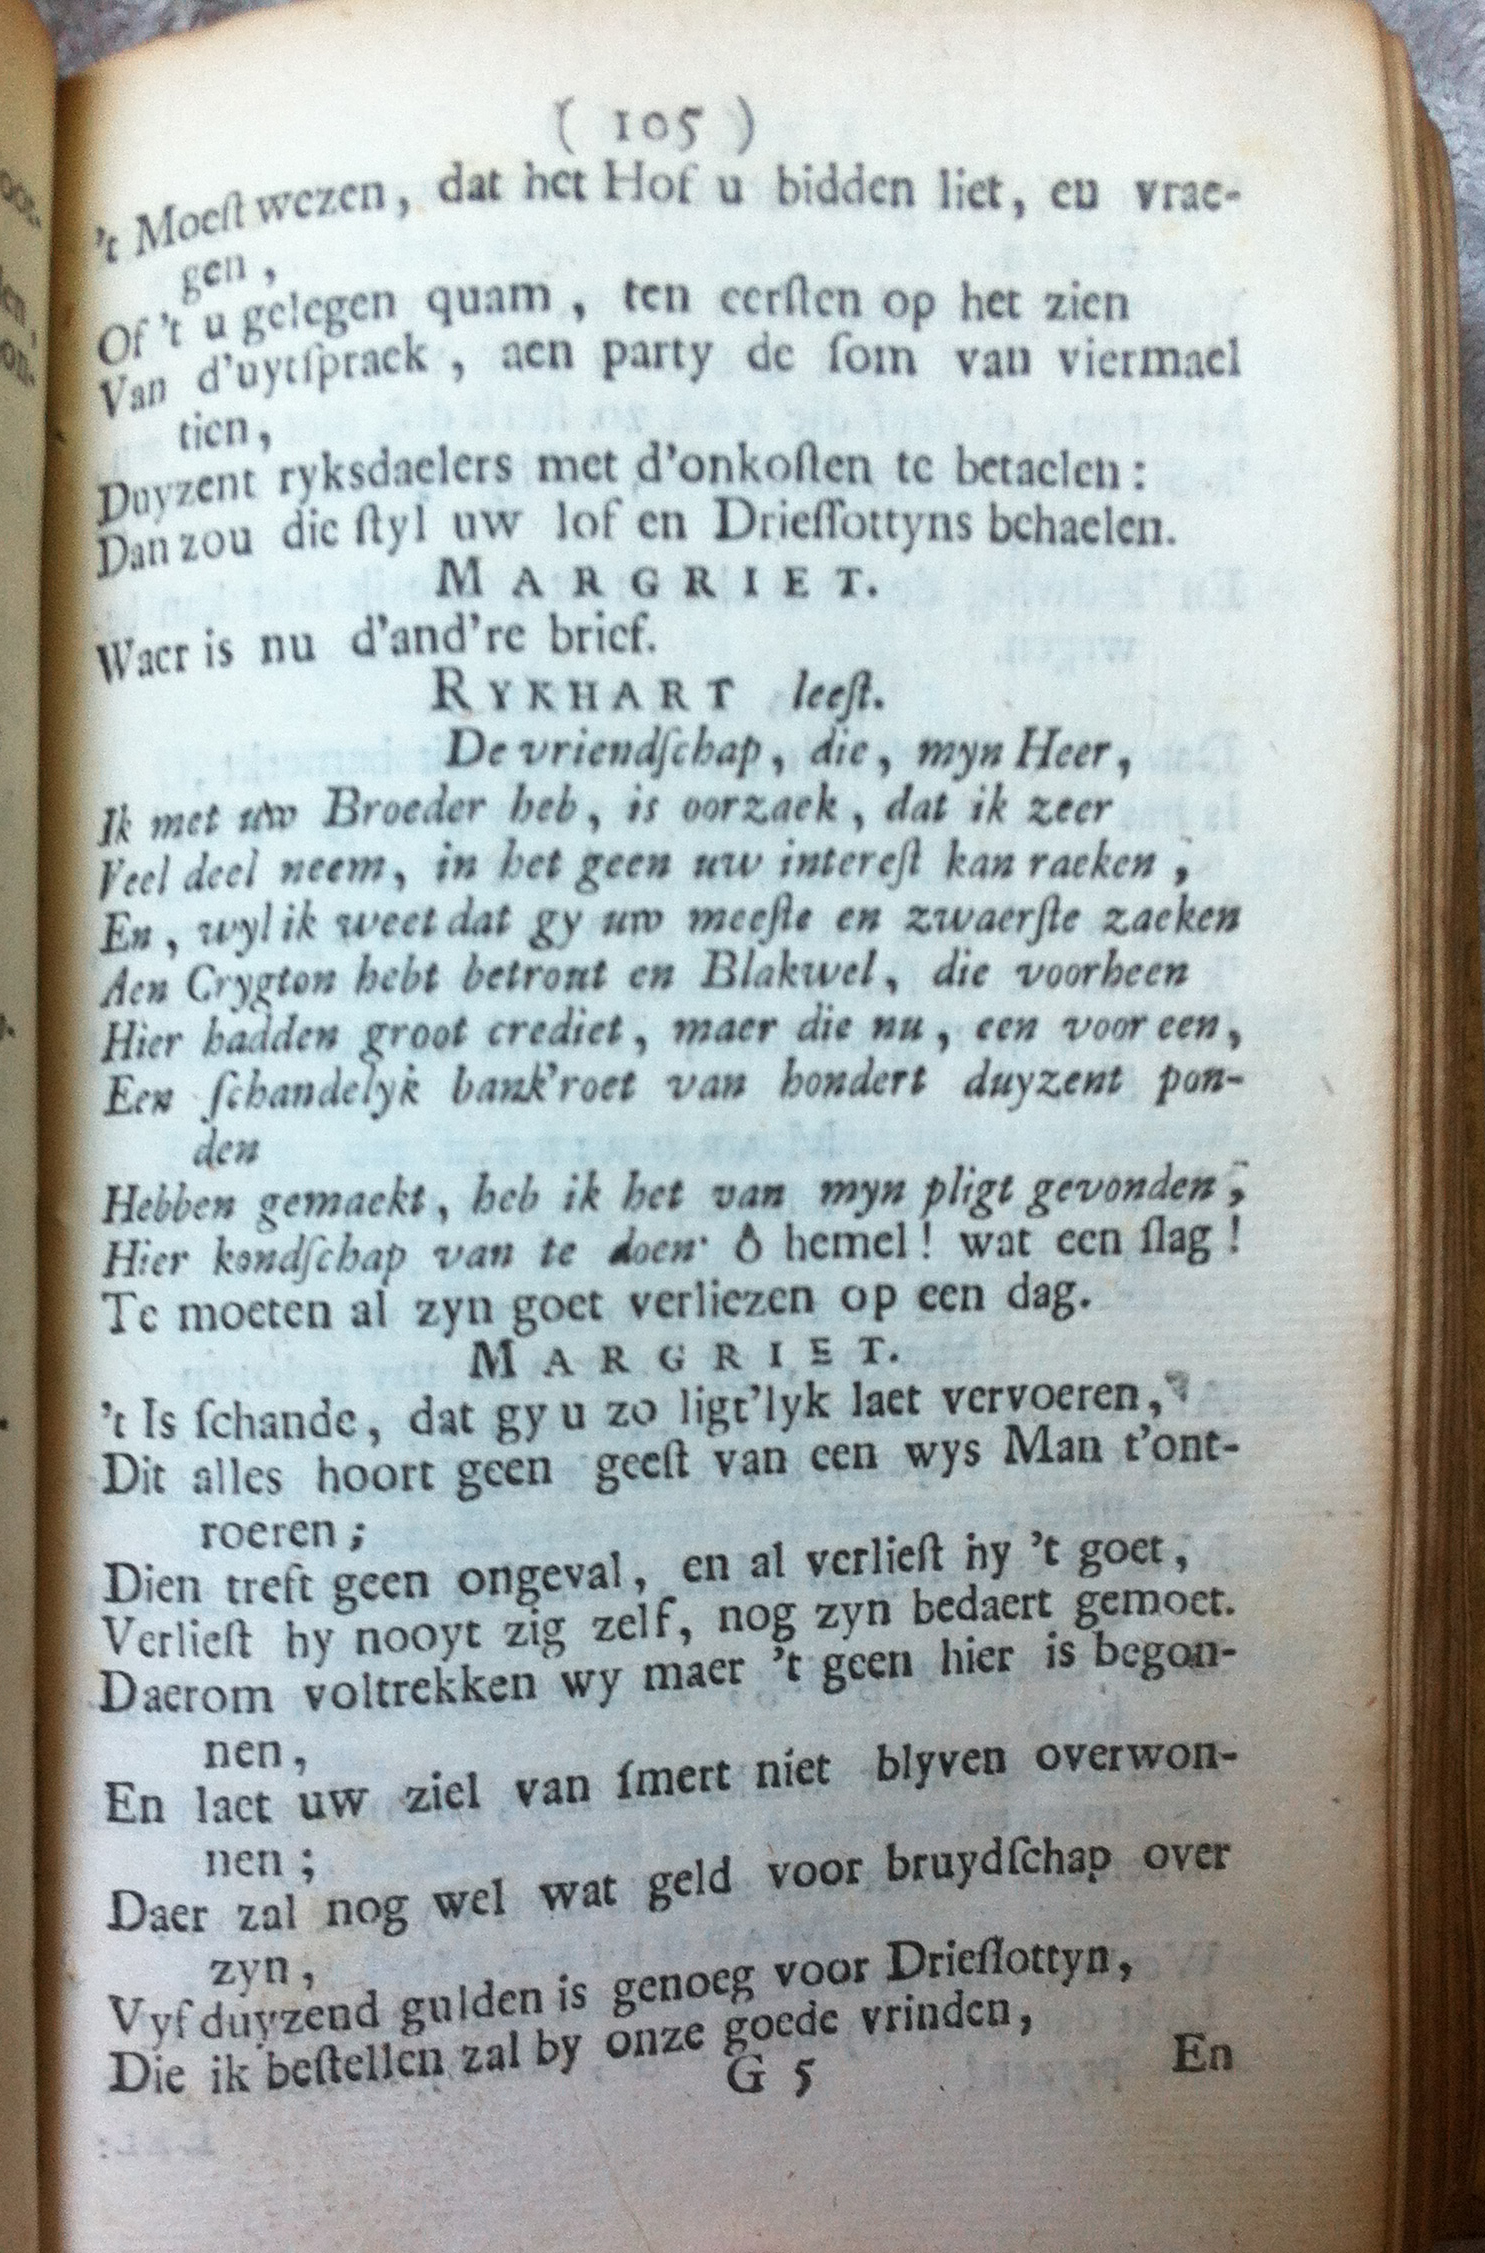 ( 105 )
't Moeſt wezen, dat het Hof u bidden liet, en vrae-
gen,
Of 't u gelegen quam, ten eerſten op het zien
Van d'uytſpraek, aen party de ſom van viermael
tien,
Duyzent ryksdaelers met d'onkoſten te betaelen:
Dan zou die ſtyl uw lof en Drieſſottyns behaelen.
MARGRIET.
Waer is nu d'and're brief.
RYKHART leeſt.
De vriendſchap, die, myn Heer,
Ik met uw Broeder heb, is oorzaek, dat ik zeer
Veel deel neem, in het geen uw intereſt kan raeken,
En, wyl ik weet dat gy uw meeſte en zwaerſte zaeken
Aen Crygton hebt betrout en Blakwel, die voorheen
Hier hadden groot crediet, maer die nu, een voor een,
Een ſchandelyk bank'roet van hondert duyzent pon-
den
Hebben gemaekt, heb ik het van myn pligt gevonden,
Hier kondſchap van te doen. ô hemel! wat een ſlag!
Te moeten al zyn goet verliezen op een dag.
MARGRIET.
't Is ſchande, dat gy u zo ligt'lyk laet vervoeren,
Dit alles hoort geen geeſt van een wys Man t'ont-
roeren;
Dien treft geen ongeval, en al verlieſt hy 't goet,
Verlieſt hy nooyt zig zelf, nog zyn bedaert gemoet.
Daerom voltrekken wy maer 't geen hier is begon-
nen,
En laet uw ziel van ſmert niet blyven overwon-
nen;
Daer zal nog wel wat geld voor bruydſchap over
zyn,
Vyf duyzend gulden is genoeg voor Drieſſottyn,
Die ik beſtellen zal by onze goede vrinden,
G 5
En